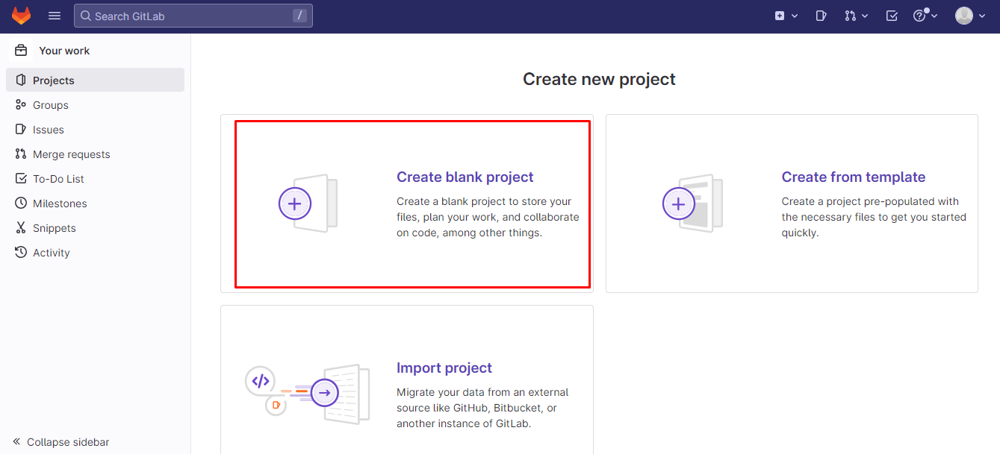 Search GitLab
/
Your work
Projects
Groups
Issues
Merge requests
To-Do List
Milestones
Snippets
Activity
Collapse sidebar
Create new project
Create blank project
Create a blank project to store your
files, plan your work, and collaborate
on code, among other things.
Create from template
Create a project pre-populated with
the necessary files to get you started
quickly.
Import project
Migrate your data from an external
source like GitHub, Bitbucket, or
another instance of GitLab.